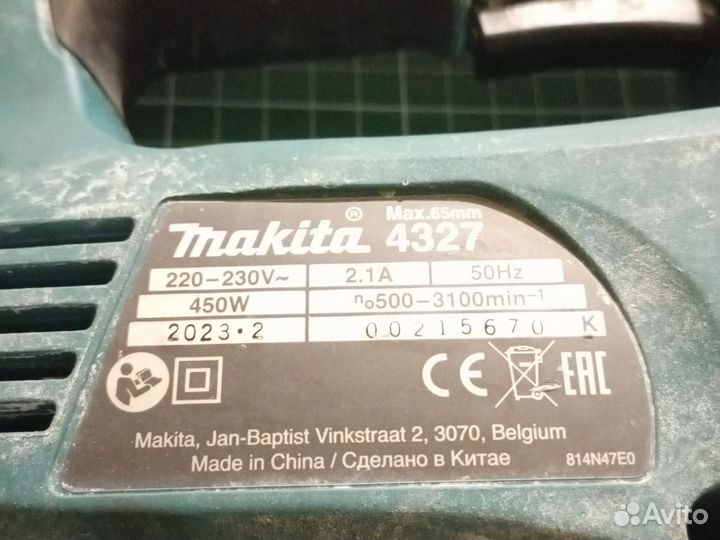 Max.65mm
Makita® 4327
220-230V~ 2.1A 50Hz
450W n₀500-3100min⁻¹
2023.2 00215670 K
CE EAC
Makita, Jan-Baptist Vinkstraat 2, 3070, Belgium
Made in China / Сделано в Китае 814N47E0
Avito